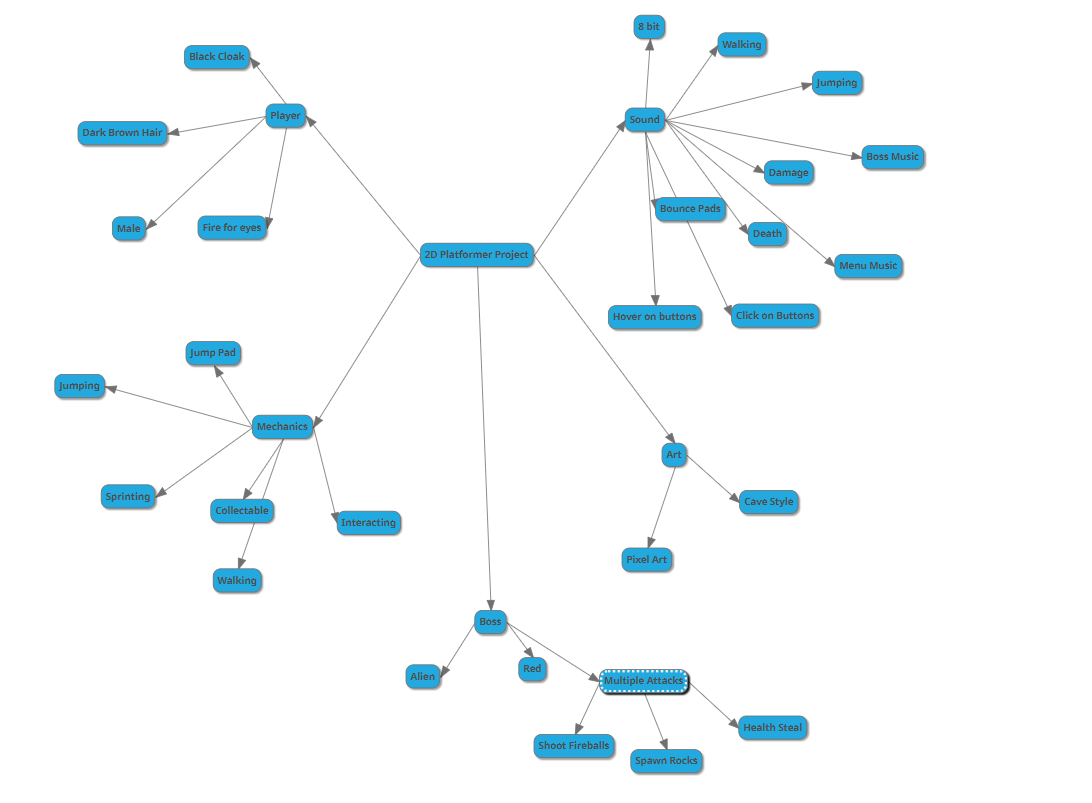 8 bit
Walking
Black Cloak
Jumping
Player
Sound
Dark Brown Hair
Boss Music
Damage
Bounce Pads
Male
Fire for eyes
Death
2D Platformer Project
Menu Music
Hover on buttons
Click on Buttons
Jump Pad
Jumping
Mechanics
Art
Sprinting
Cave Style
Collectable
Interacting
Pixel Art
Walking
Boss
Red
Alien
Multiple Attacks
Health Steal
Shoot Fireballs
Spawn Rocks